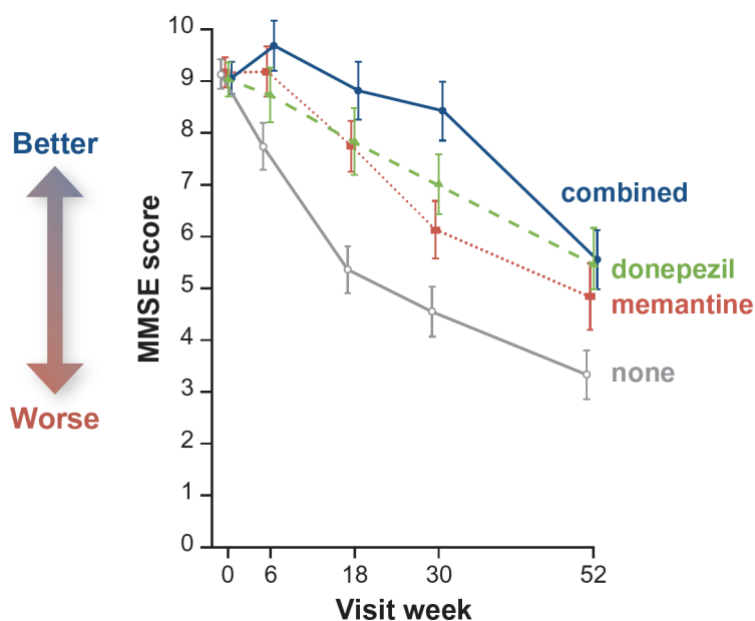 10
9
8
7
6
5
4
3
2
1
0
MMSE score
Better
Worse
combined
donepezil
memantine
none
0 6 18 30 52
Visit week